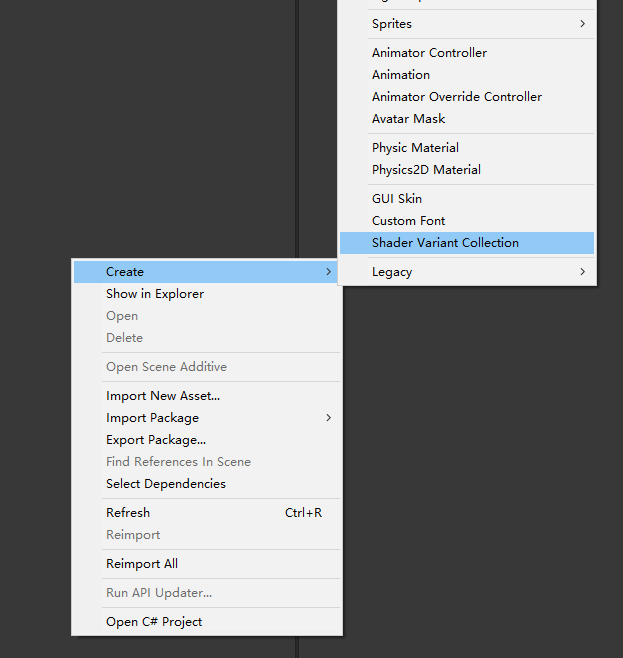 Sprites
Animator Controller
Animation
Animator Override Controller
Avatar Mask
Physic Material
Physics2D Material
GUI Skin
Custom Font
Shader Variant Collection
Legacy
Create
Show in Explorer
Open
Delete
Open Scene Additive
Import New Asset...
Import Package
Export Package...
Find References In Scene
Select Dependencies
Refresh Ctrl+R
Reimport
Reimport All
Run API Updater...
Open C# Project